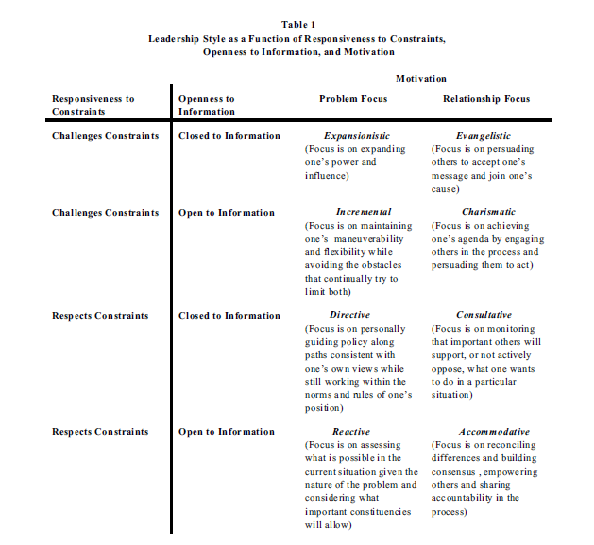 Table 1
Leadership Style as a Function of Responsiveness to Constraints,
Openness to Information, and Motivation
Motivation
Responsiveness to
Constraints
Openness to
Information
Problem Focus
Relationship Focus
Challenges Constraints
Closed to Information
Expansionistic
(Focus is on expanding
one's power and
influence)
Evangelistic
(Focus is on persuading
others to accept one's
message and join one's
cause)
Challenges Constraints
Open to Information
Incremental
(Focus is on maintaining
one's maneuverability
and flexibility while
avoiding the obstacles
that continually try to
limit both)
Charismatic
(Focus is on achieving
one's agenda by engaging
others in the process and
persuading them to act)
Respects Constraints
Closed to Information
Directive
(Focus is on personally
guiding policy along
paths consistent with
one's own views while
still working within the
norms and rules of one's
position)
Consultative
(Focus is on monitoring
that important others will
support, or not actively
oppose, what one wants
to do in a particular
situation)
Respects Constraints
Open to Information
Reactive
(Focus is on assessing
what is possible in the
current situation given the
nature of the problem and
considering what
important constituencies
will allow)
Accommodative
(Focus is on reconciling
differences and building
consensus, empowering
others and sharing
accountability in the
process)